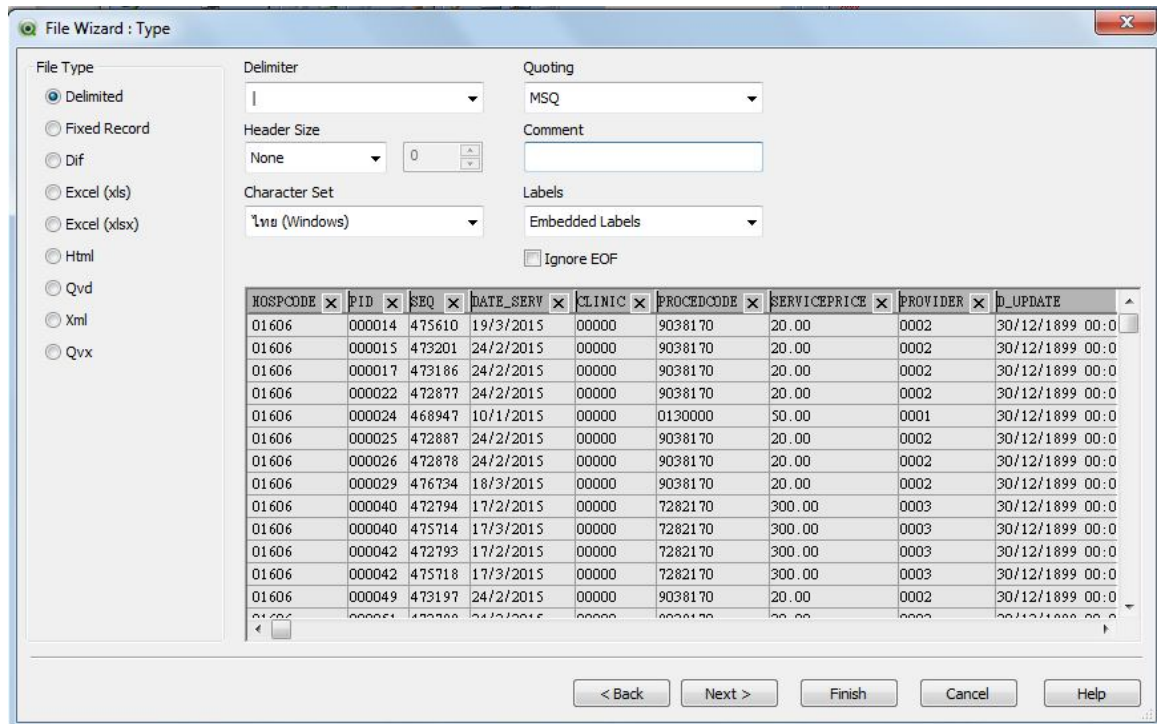 File Wizard : Type
File Type
Delimited
Fixed Record
Dif
Excel (xls)
Excel (xlsx)
Html
Qvd
Xml
Qvx
Delimiter
|
Quoting
MSQ
Header Size
None
0
Comment
Character Set
ไทย (Windows)
Labels
Embedded Labels
Ignore EOF
HOSPCODE PID SEQ DATE_SERV CLINIC PROCEDCODE SERVICEPRICE PROVIDER D_UPDATE
01606 000014 475610 19/3/2015 00000 9038170 20.00 0002 30/12/1899 00:0
01606 000015 473201 24/2/2015 00000 9038170 20.00 0002 30/12/1899 00:0
01606 000017 473186 24/2/2015 00000 9038170 20.00 0002 30/12/1899 00:0
01606 000022 472877 24/2/2015 00000 9038170 20.00 0002 30/12/1899 00:0
01606 000024 468947 10/1/2015 00000 0130000 50.00 0001 30/12/1899 00:0
01606 000025 472887 24/2/2015 00000 9038170 20.00 0002 30/12/1899 00:0
01606 000026 472878 24/2/2015 00000 9038170 20.00 0002 30/12/1899 00:0
01606 000029 476734 18/3/2015 00000 9038170 20.00 0002 30/12/1899 00:0
01606 000040 472794 17/2/2015 00000 7282170 300.00 0003 30/12/1899 00:0
01606 000040 475714 17/3/2015 00000 7282170 300.00 0003 30/12/1899 00:0
01606 000042 472793 17/2/2015 00000 7282170 300.00 0003 30/12/1899 00:0
01606 000042 475718 17/3/2015 00000 7282170 300.00 0003 30/12/1899 00:0
01606 000049 473197 24/2/2015 00000 9038170 20.00 0002 30/12/1899 00:0
< Back
Next >
Finish
Cancel
Help